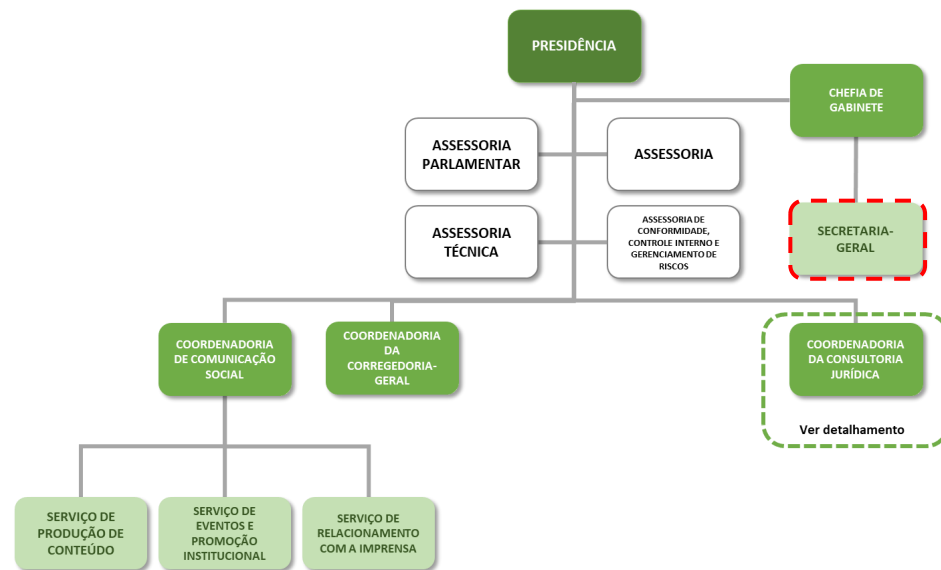 PRESIDÊNCIA
CHEFIA DE
GABINETE
ASSESSORIA
PARLAMENTAR
ASSESSORIA
ASSESSORIA
TÉCNICA
ASSESSORIA DE
CONFORMIDADE,
CONTROLE INTERNO E
GERENCIAMENTO DE
RISCOS
SECRETARIA-
GERAL
COORDENADORIA
DE COMUNICAÇÃO
SOCIAL
COORDENADORIA
DA
CORREGEDORIA-
GERAL
COORDENADORIA
DA CONSULTORIA
JURÍDICA
Ver detalhamento
SERVIÇO DE
PRODUÇÃO DE
CONTEÚDO
SERVIÇO DE
EVENTOS E
PROMOÇÃO
INSTITUCIONAL
SERVIÇO DE
RELACIONAMENTO
COM A IMPRENSA